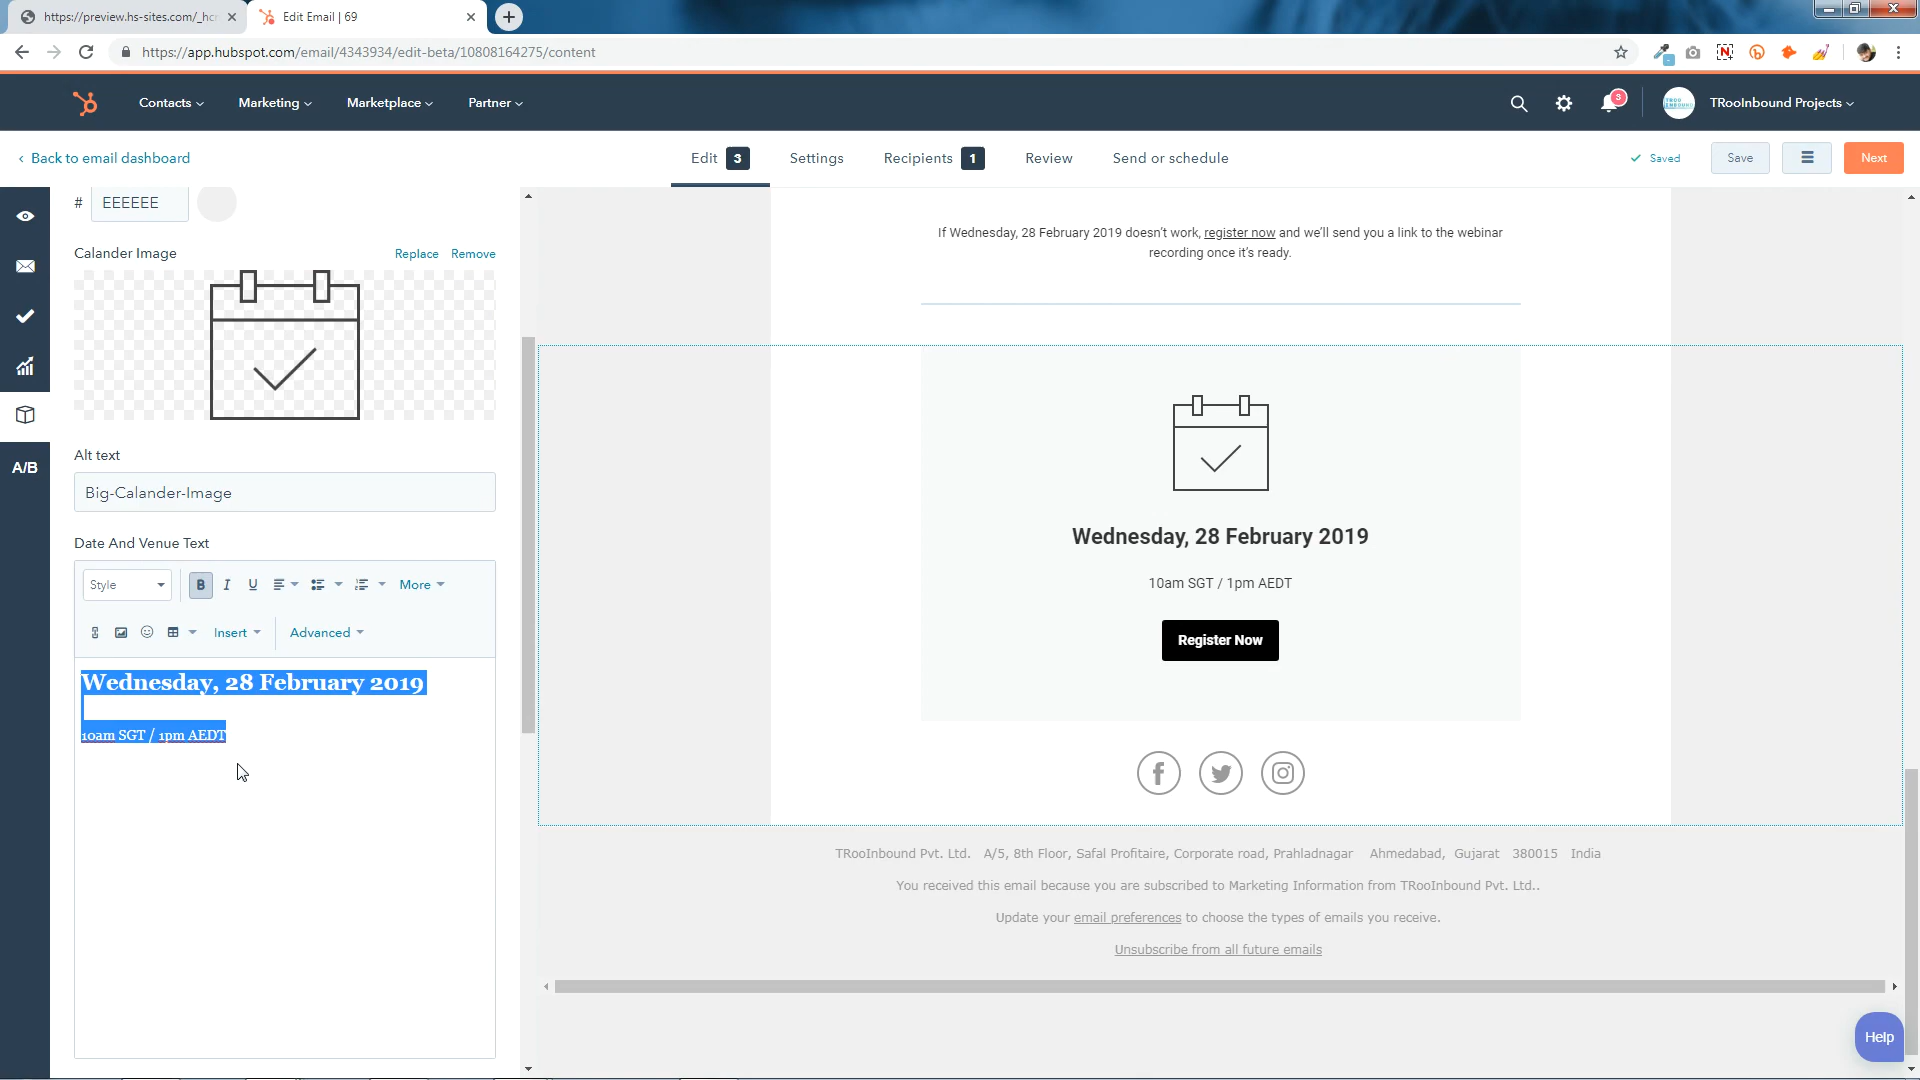 https://preview.hs-sites.com/_hcm
Edit Email | 69
https://app.hubspot.com/email/4343934/edit-beta/10808164275/content
Contacts
Marketing
Marketplace
Partner
3
TRooInbound Projects
Back to email dashboard
Edit 3
Settings
Recipients 1
Review
Send or schedule
Saved
Save
Next
# EEEEEE
Calander Image
Replace
Remove
A/B
Alt text
Big-Calander-Image
Date And Venue Text
Style
B
I
U
More
Insert
Advanced
Wednesday, 28 February 2019
10am SGT / 1pm AEDT
If Wednesday, 28 February 2019 doesn't work, register now and we'll send you a link to the webinar
recording once it's ready.
Wednesday, 28 February 2019
10am SGT / 1pm AEDT
Register Now
TRooInbound Pvt. Ltd. A/5, 8th Floor, Safal Profitaire, Corporate road, Prahladnagar Ahmedabad, Gujarat 380015 India
You received this email because you are subscribed to Marketing Information from TRooInbound Pvt. Ltd..
Update your email preferences to choose the types of emails you receive.
Unsubscribe from all future emails
Help